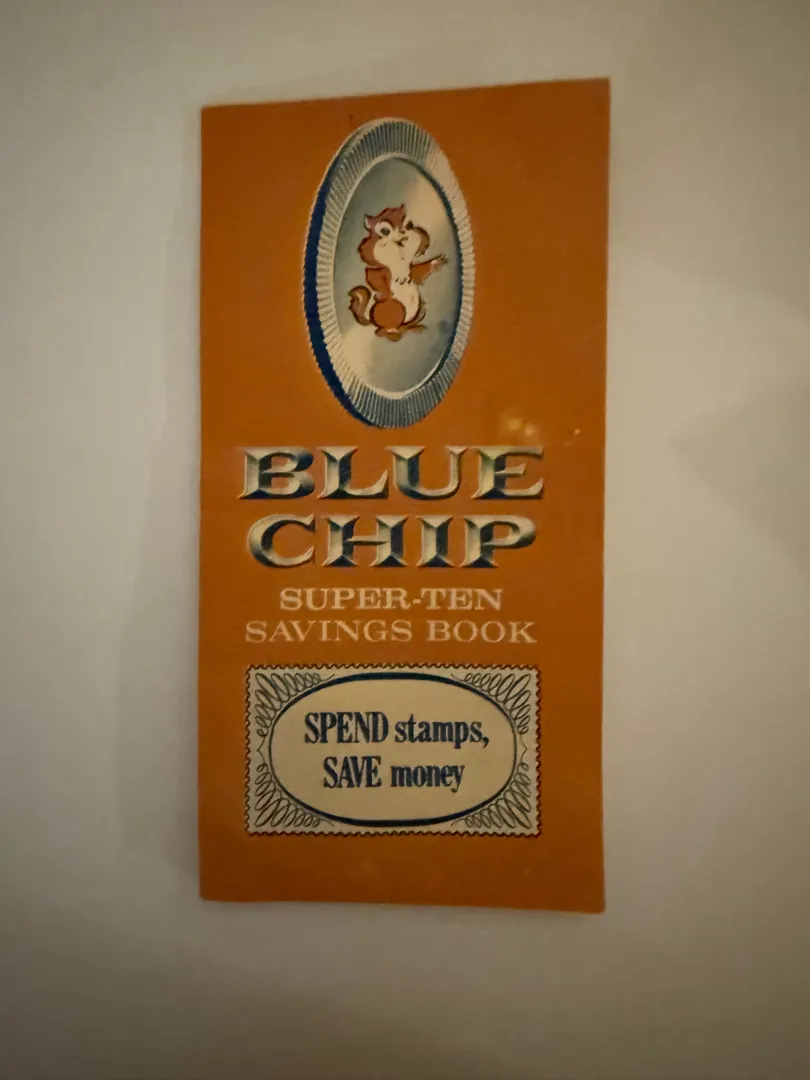 BLUE
CHIP
SUPER-TEN
SAVINGS BOOK
SPEND stamps,
SAVE money